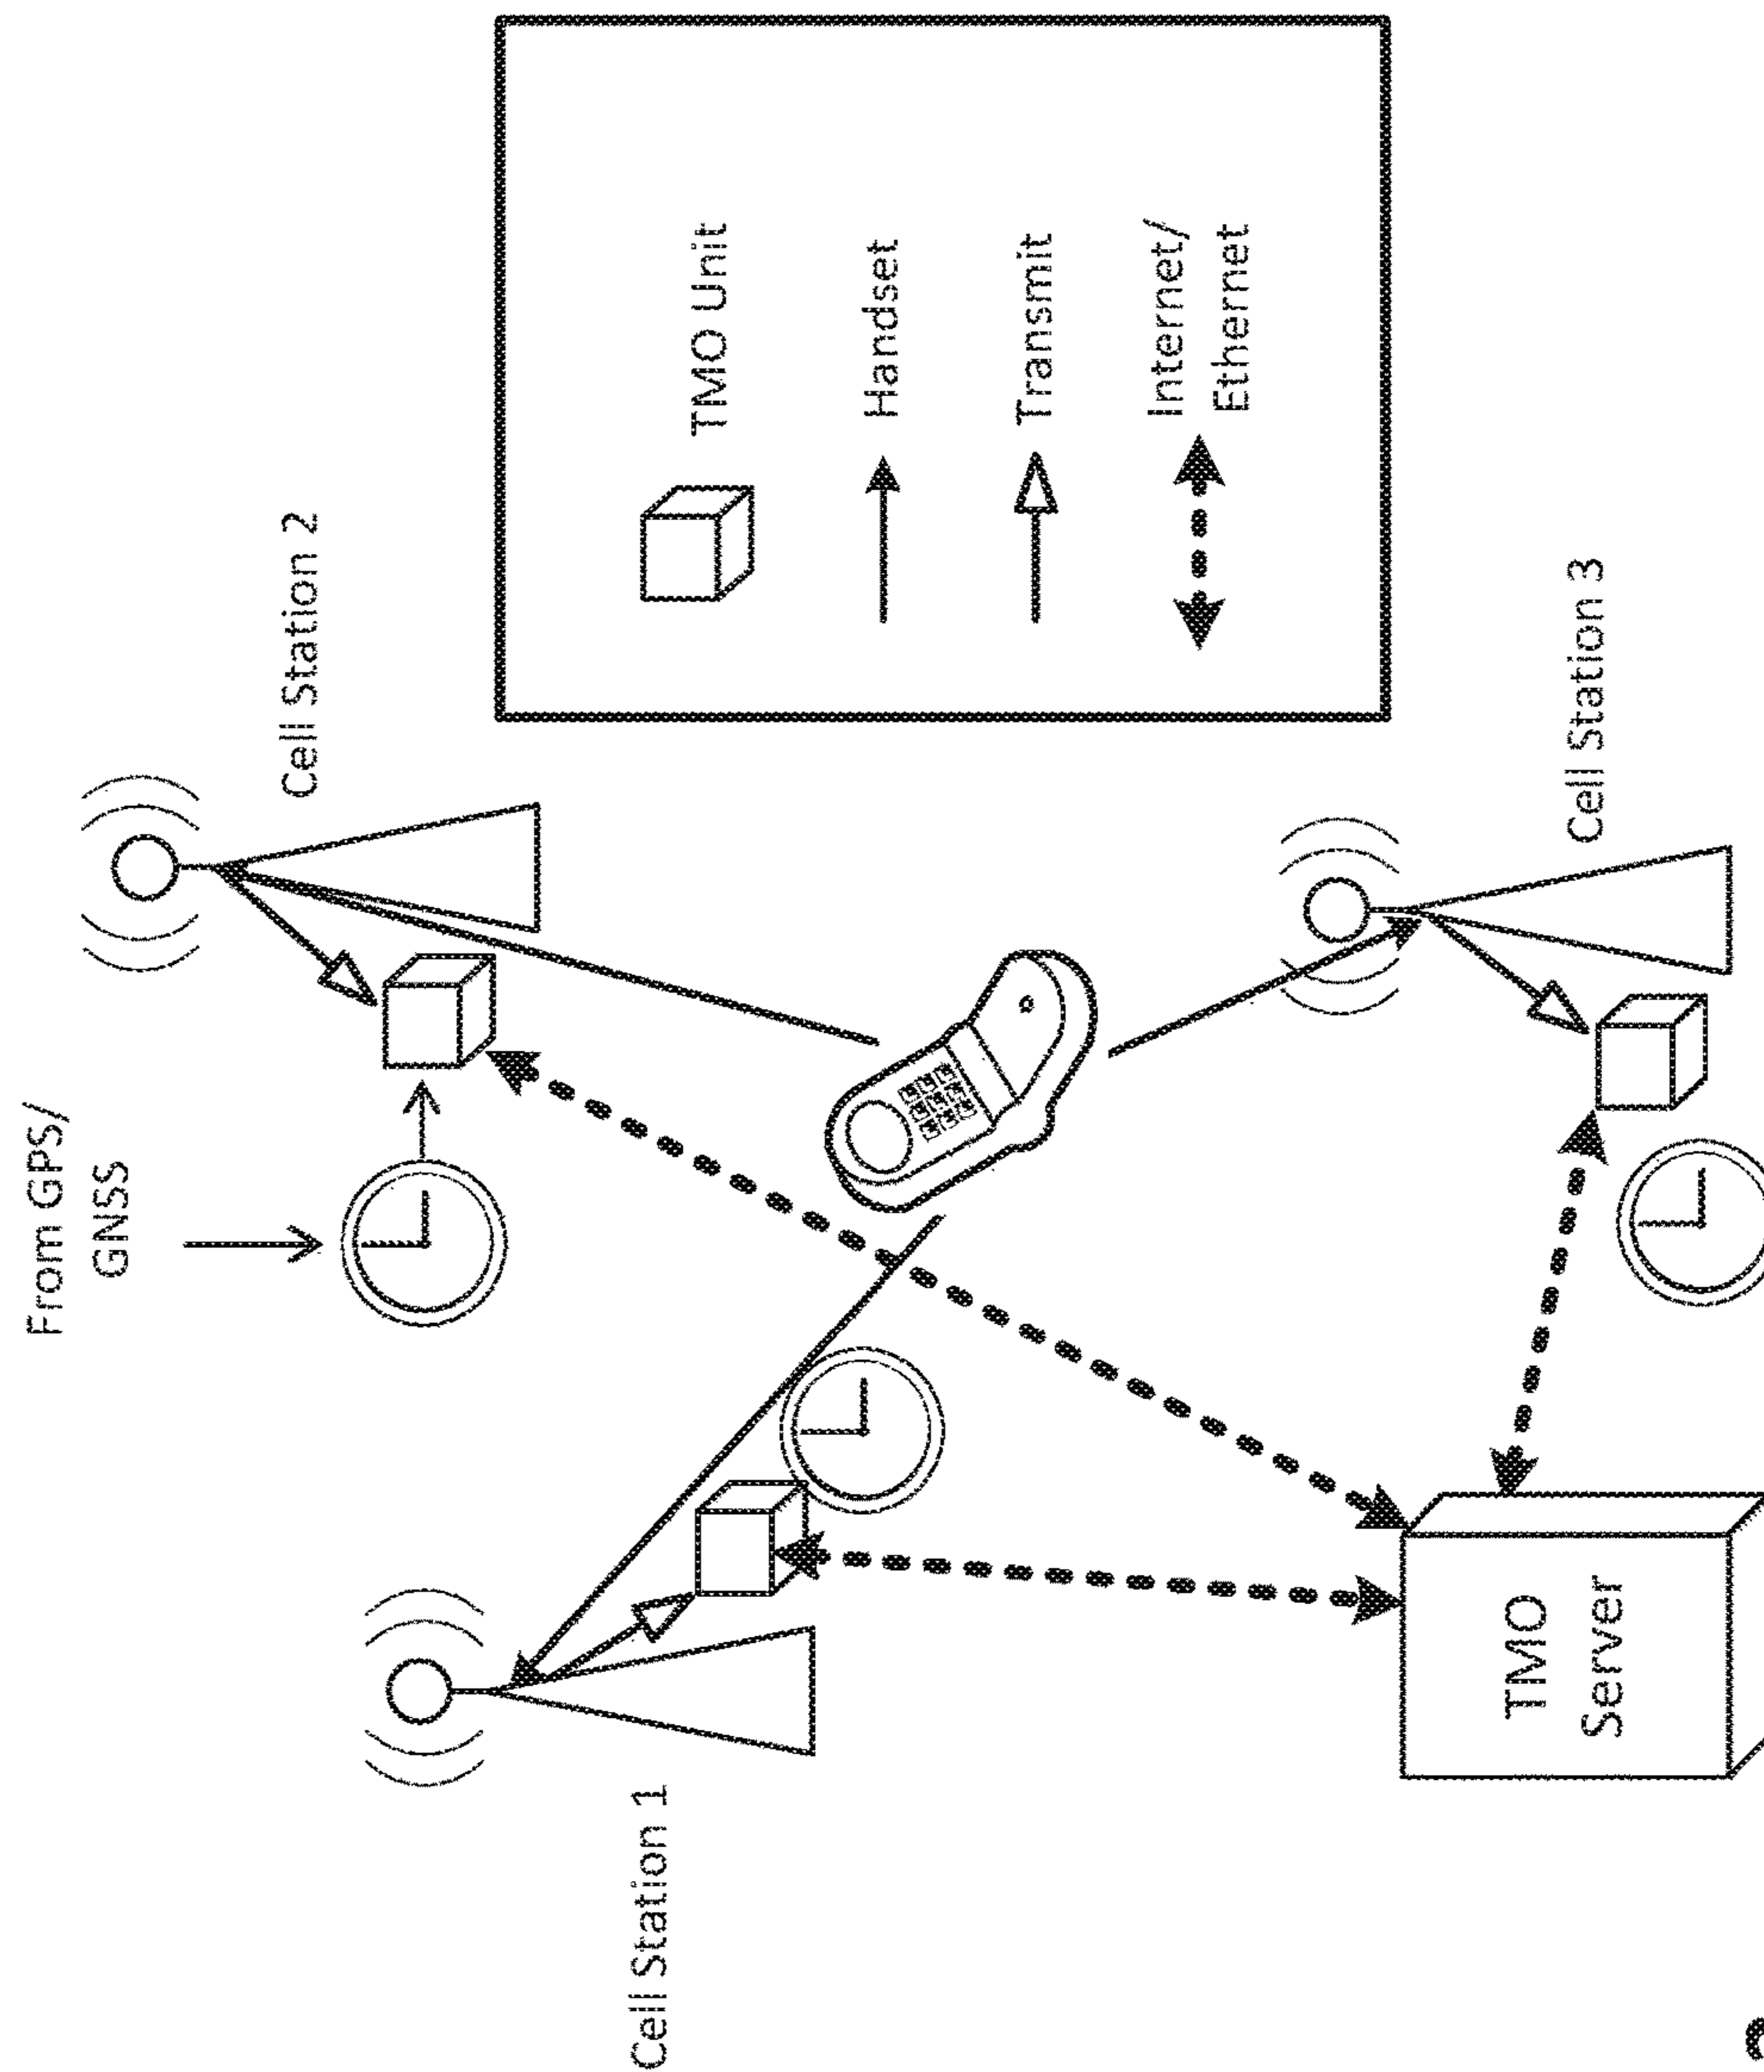 From GPS/
GNSS
Cell Station 1
Cell Station 2
TMO Unit
Handset
Transmit
Internet/
Ethernet
TMO
Server
Cell Station 3